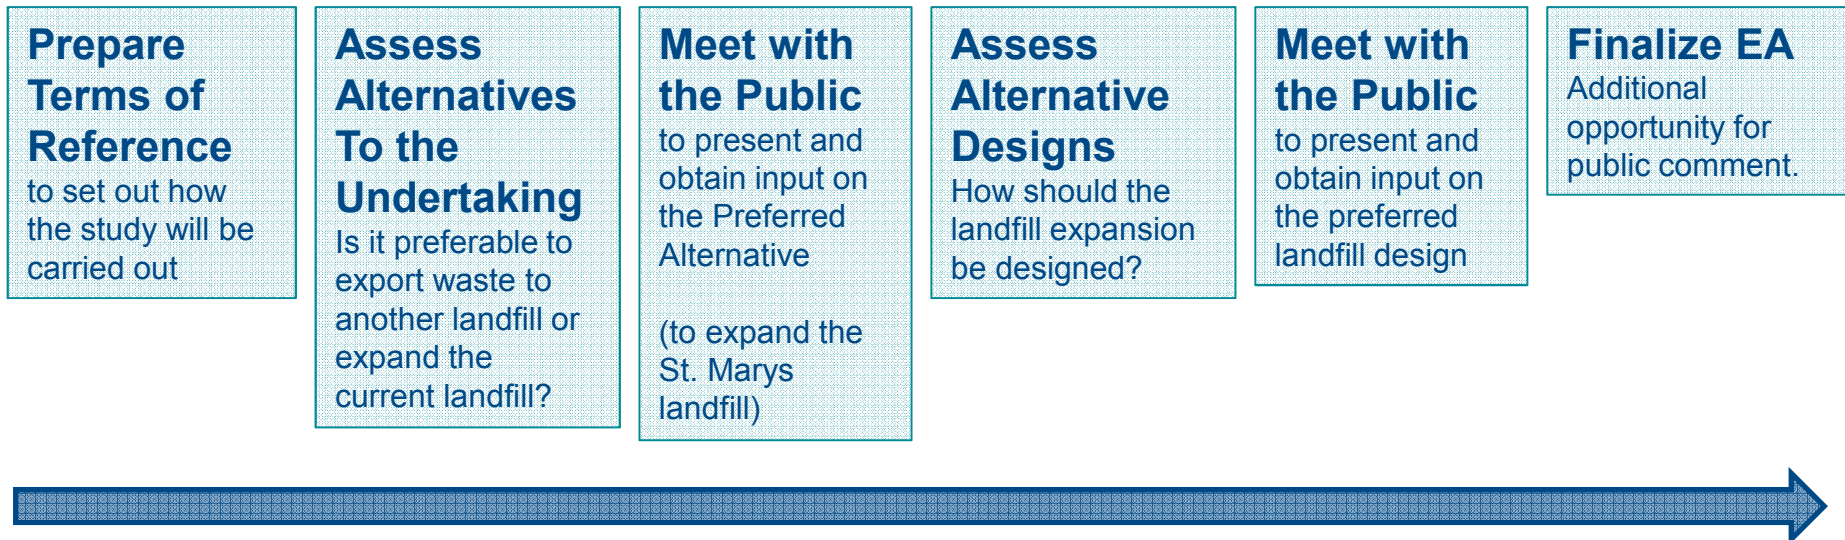 Prepare
Terms of
Reference
to set out how
the study will be
carried out
Assess
Alternatives
To the
Undertaking
Is it preferable to
export waste to
another landfill or
expand the
current landfill?
Meet with
the Public
to present and
obtain input on
the Preferred
Alternative
(to expand the
St. Marys
landfill)
Assess
Alternative
Designs
How should the
landfill expansion
be designed?
Meet with
the Public
to present and
obtain input on
the preferred
landfill design
Finalize EA
Additional
opportunity for
public comment.